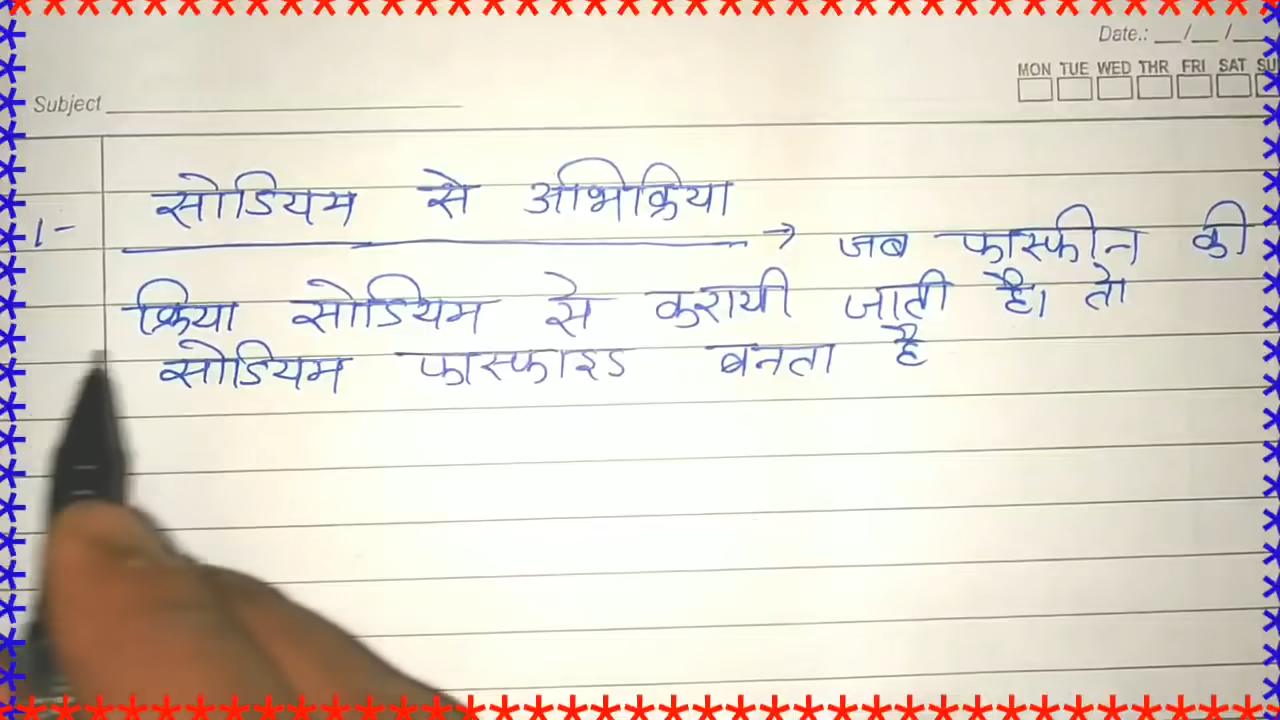 Date.: __/__/__
MON TUE WED THR FRI SAT SU
Subject
1- सोडियम से अभिक्रिया → जब फास्फीन की
क्रिया सोडियम से करायी जाती है। तो
सोडियम फास्फाइड बनता है